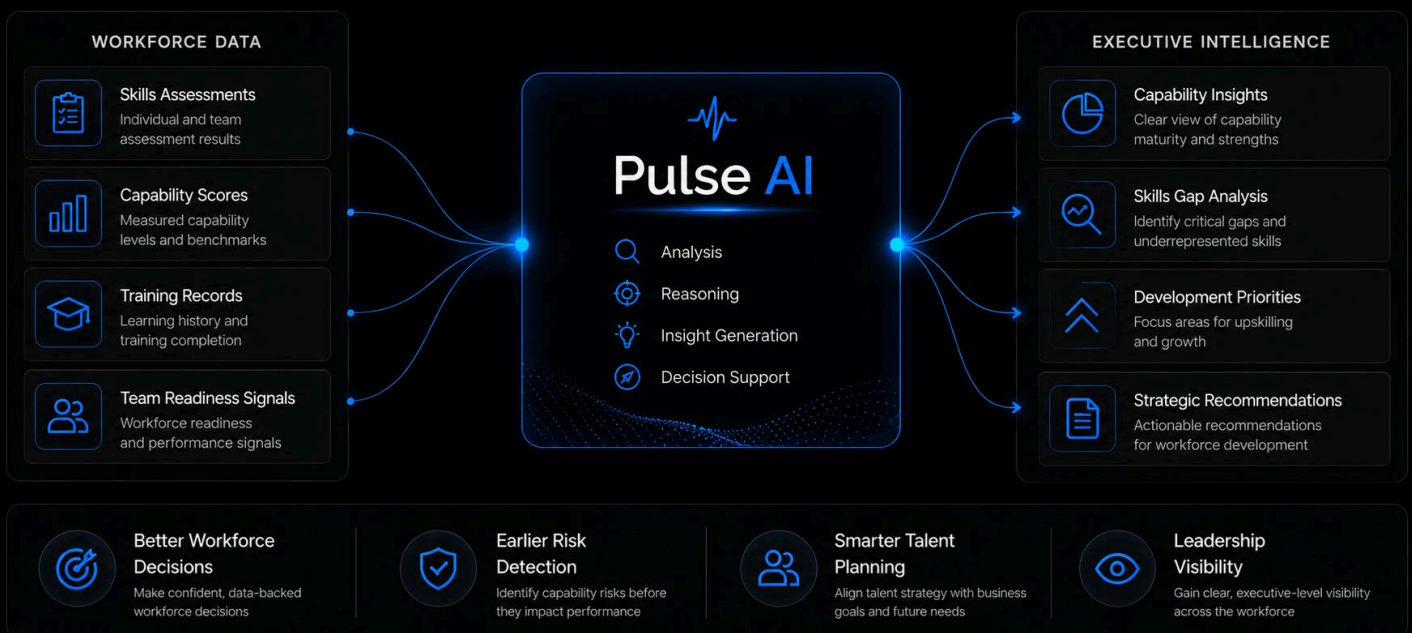 WORKFORCE DATA
Skills Assessments
Individual and team
assessment results
Capability Scores
Measured capability
levels and benchmarks
Training Records
Learning history and
training completion
Team Readiness Signals
Workforce readiness
and performance signals
Pulse AI
Analysis
Reasoning
Insight Generation
Decision Support
EXECUTIVE INTELLIGENCE
Capability Insights
Clear view of capability
maturity and strengths
Skills Gap Analysis
Identify critical gaps and
underrepresented skills
Development Priorities
Focus areas for upskilling
and growth
Strategic Recommendations
Actionable recommendations
for workforce development
Better Workforce
Decisions
Make confident, data-backed
workforce decisions
Earlier Risk
Detection
Identify capability risks before
they impact performance
Smarter Talent
Planning
Align talent strategy with business
goals and future needs
Leadership
Visibility
Gain clear, executive-level visibility
across the workforce